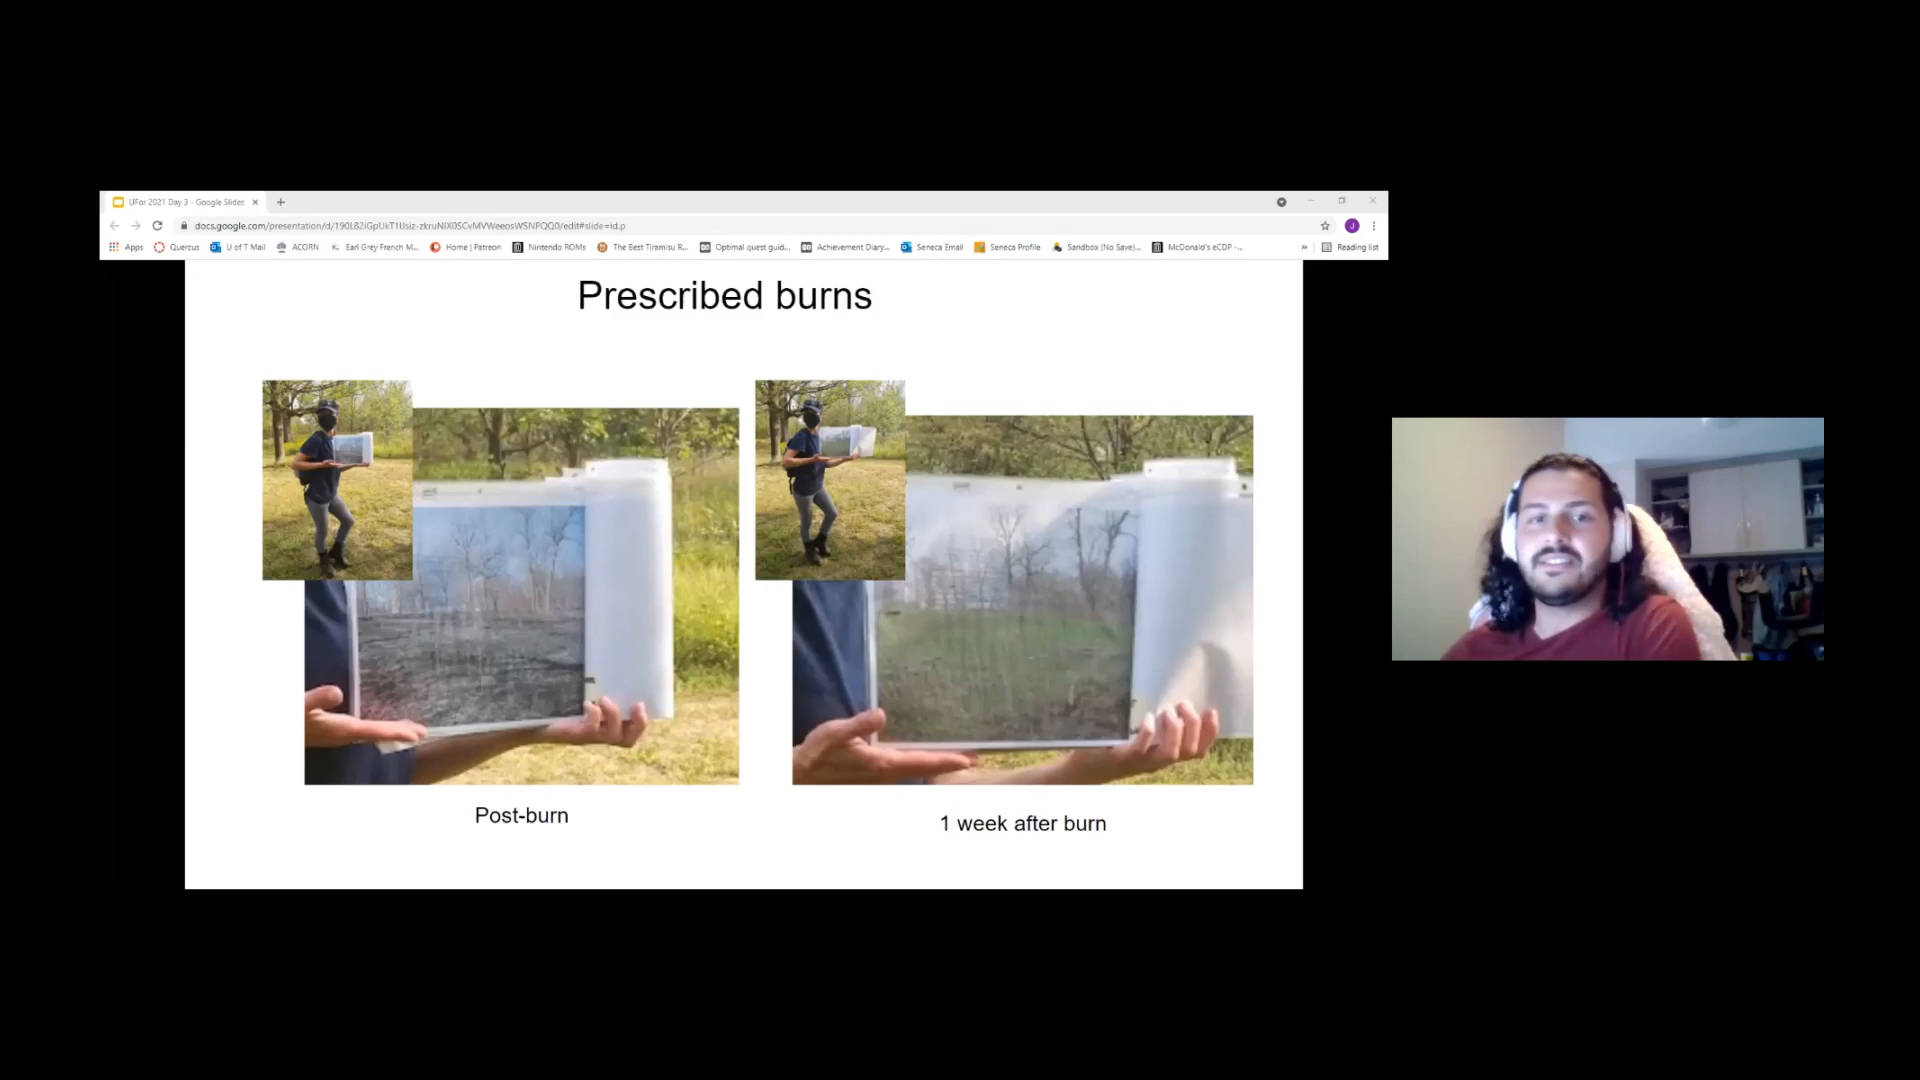 UFor 2021 Day 3 - Google Slides
Apps Quercus U of T Mail ACORN Earl Grey French M... Home | Patreon Nintendo ROMs The Best Tiramisu R... Optimal quest guid... Achievement Diary... Seneca Email Seneca Profile Sandbox (No Save)... McDonald's eCDP -... » Reading list
Prescribed burns
Post-burn
1 week after burn